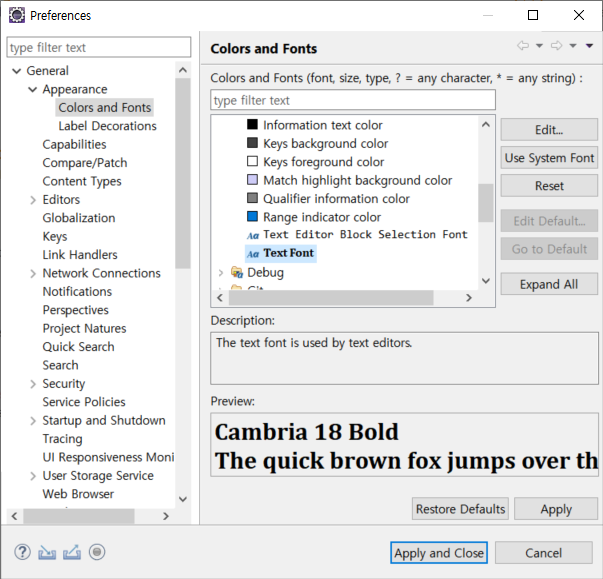 Preferences
type filter text
General
Appearance
Colors and Fonts
Label Decorations
Capabilities
Compare/Patch
Content Types
Editors
Globalization
Keys
Link Handlers
Network Connections
Notifications
Perspectives
Project Natures
Quick Search
Search
Security
Service Policies
Startup and Shutdown
Tracing
UI Responsiveness Moni
User Storage Service
Web Browser
Colors and Fonts
Colors and Fonts (font, size, type, ? = any character, * = any string) :
type filter text
Information text color
Keys background color
Keys foreground color
Match highlight background color
Qualifier information color
Range indicator color
Aa Text Editor Block Selection Font
Aa Text Font
Debug
Git
Edit...
Use System Font
Reset
Edit Default...
Go to Default
Expand All
Description:
The text font is used by text editors.
Preview:
Cambria 18 Bold
The quick brown fox jumps over th
Restore Defaults
Apply
Apply and Close
Cancel